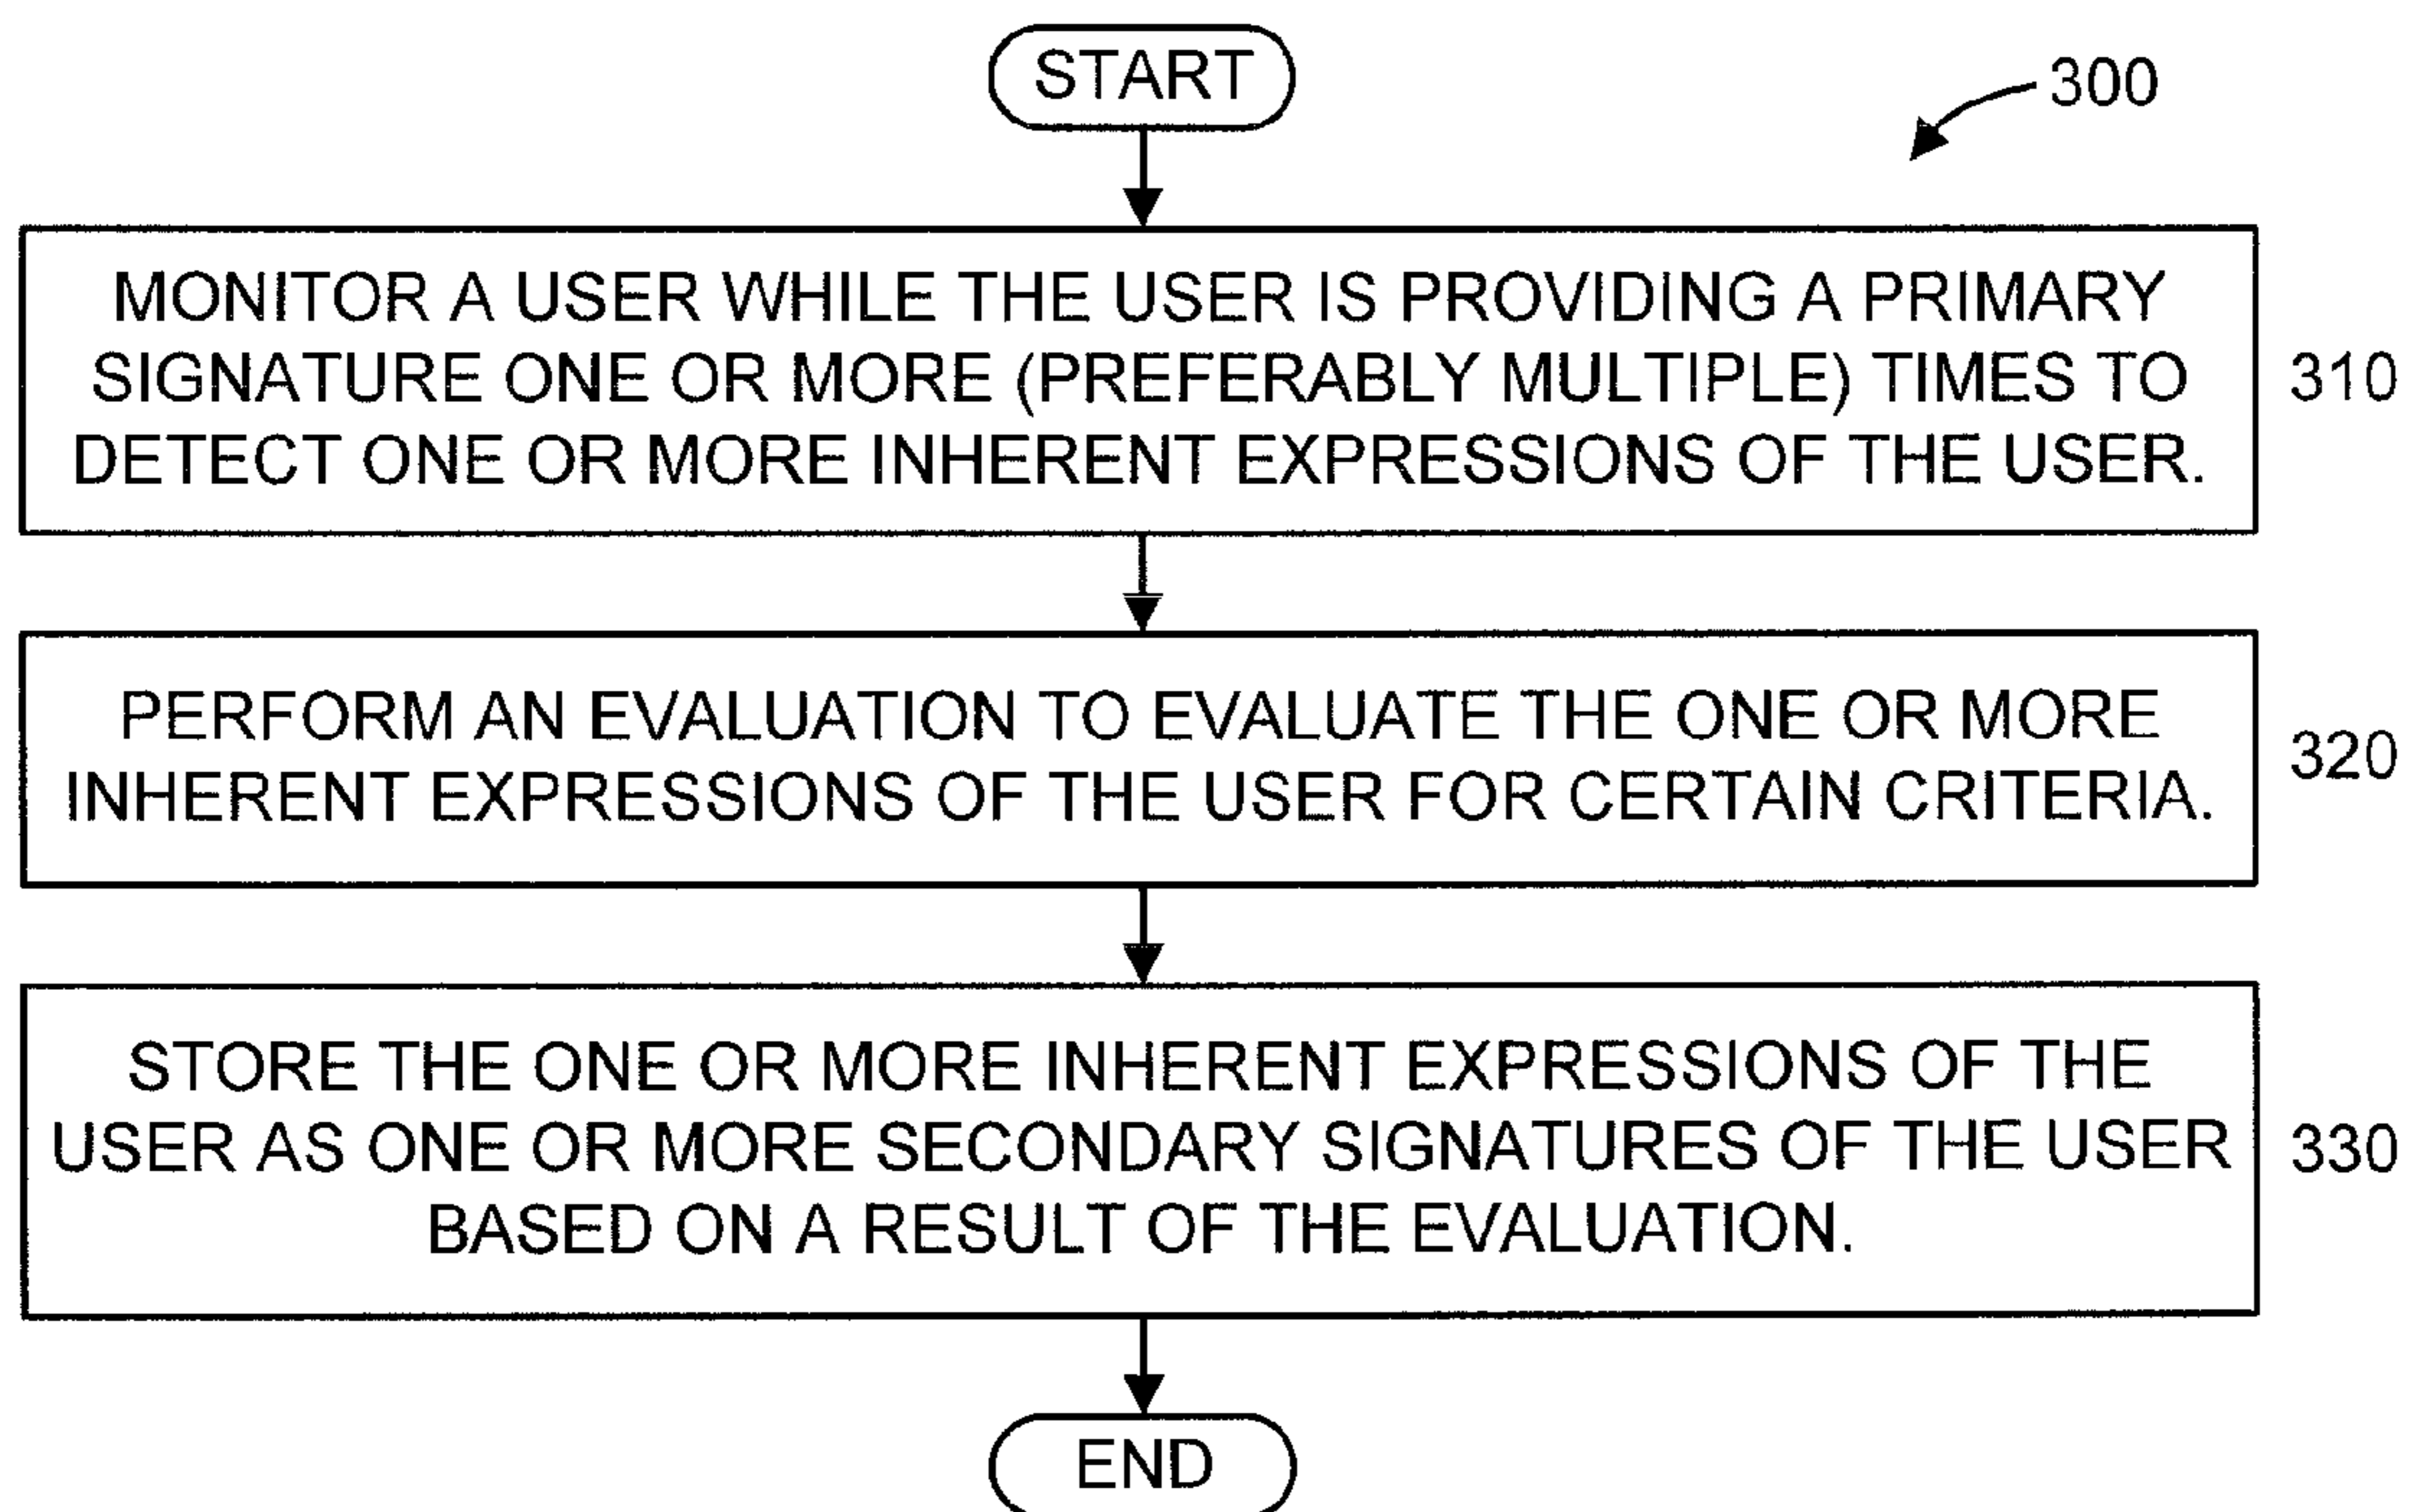 START
300
MONITOR A USER WHILE THE USER IS PROVIDING A PRIMARY
SIGNATURE ONE OR MORE (PREFERABLY MULTIPLE) TIMES TO
DETECT ONE OR MORE INHERENT EXPRESSIONS OF THE USER.
310
PERFORM AN EVALUATION TO EVALUATE THE ONE OR MORE
INHERENT EXPRESSIONS OF THE USER FOR CERTAIN CRITERIA.
320
STORE THE ONE OR MORE INHERENT EXPRESSIONS OF THE
USER AS ONE OR MORE SECONDARY SIGNATURES OF THE USER
BASED ON A RESULT OF THE EVALUATION.
330
END